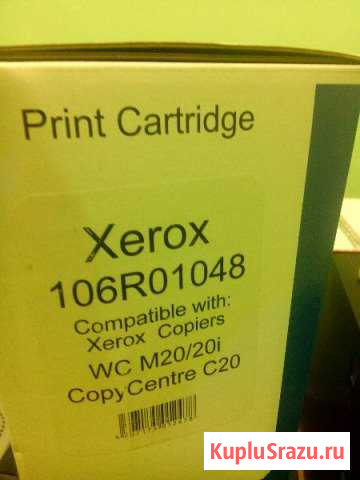 Print Cartridge
Xerox
106R01048
Compatible with:
Xerox Copiers
WC M20/20i
CopyCentre C20
KupluSrazu.ru